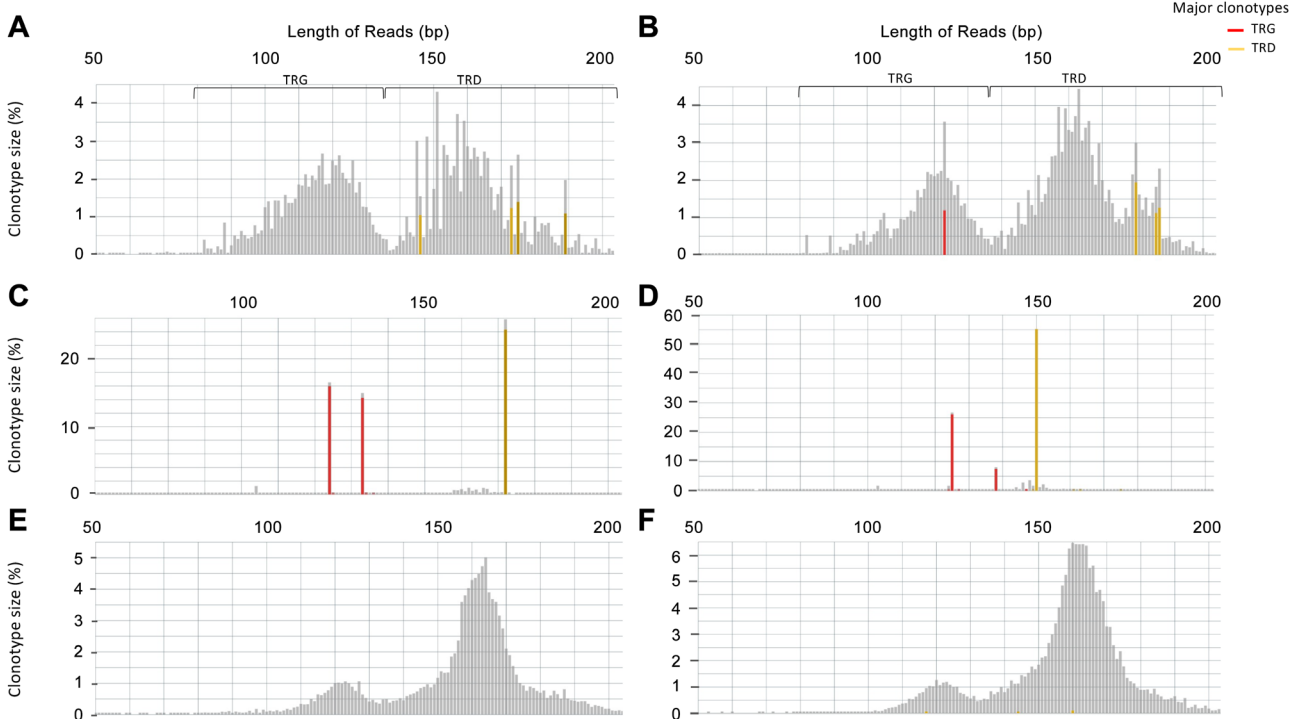 Major clonotypes
TRG
TRD
A
Length of Reads (bp)
50 100 150 200
TRG TRD
Clonotype size (%)
4
3
2
1
0
B
Length of Reads (bp)
50 100 150 200
TRG TRD
4
3
2
1
0
C
100 150 200
Clonotype size (%)
20
10
0
D
50 100 150 200
60
50
40
30
20
10
0
E
50 100 150 200
Clonotype size (%)
5
4
3
2
1
0
F
50 100 150 200
6
5
4
3
2
1
0